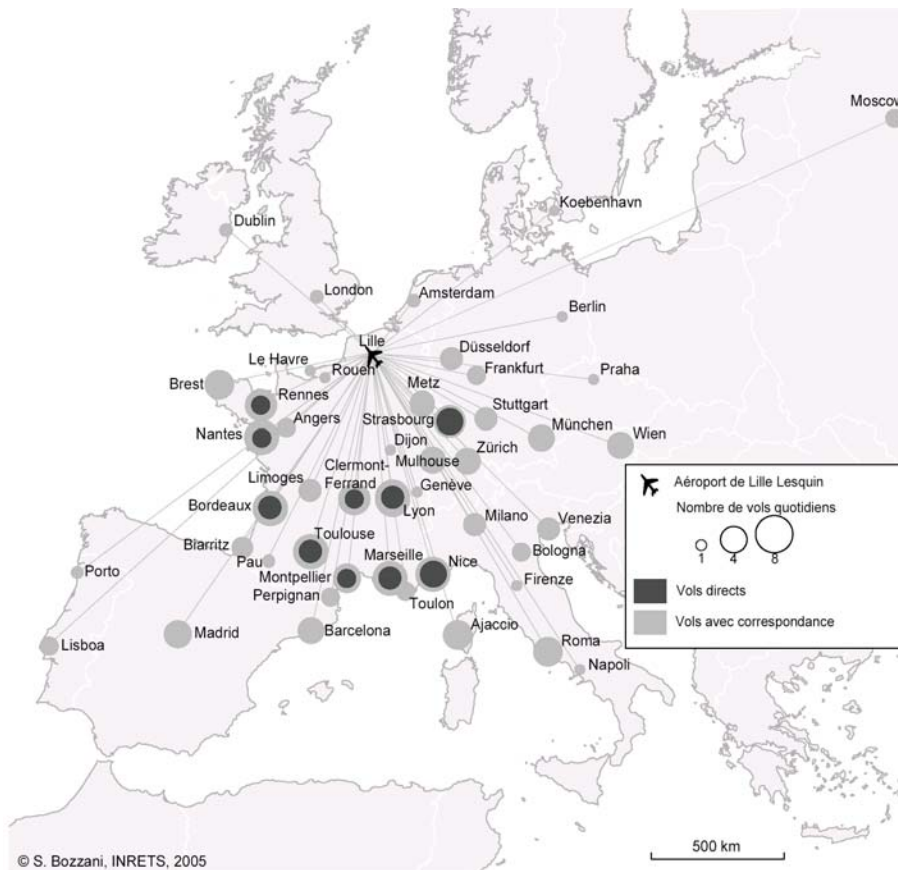 Moscow
Koebenhavn
Dublin
London
Amsterdam
Berlin
Lille
Le Havre
Rouen
Düsseldorf
Frankfurt
Praha
Brest
Rennes
Metz
Angers
Strasbourg
Stuttgart
München
Wien
Nantes
Dijon
Mulhouse
Zürich
Limoges
Clermont-
Ferrand
Genève
Lyon
Bordeaux
Milano
Venezia
Biarritz
Toulouse
Pau
Marseille
Nice
Bologna
Porto
Montpellier
Perpignan
Toulon
Firenze
Lisboa
Madrid
Barcelona
Ajaccio
Roma
Napoli
Aéroport de Lille Lesquin
Nombre de vols quotidiens
1 4 8
Vols directs
Vols avec correspondance
500 km
© S. Bozzani, INRETS, 2005